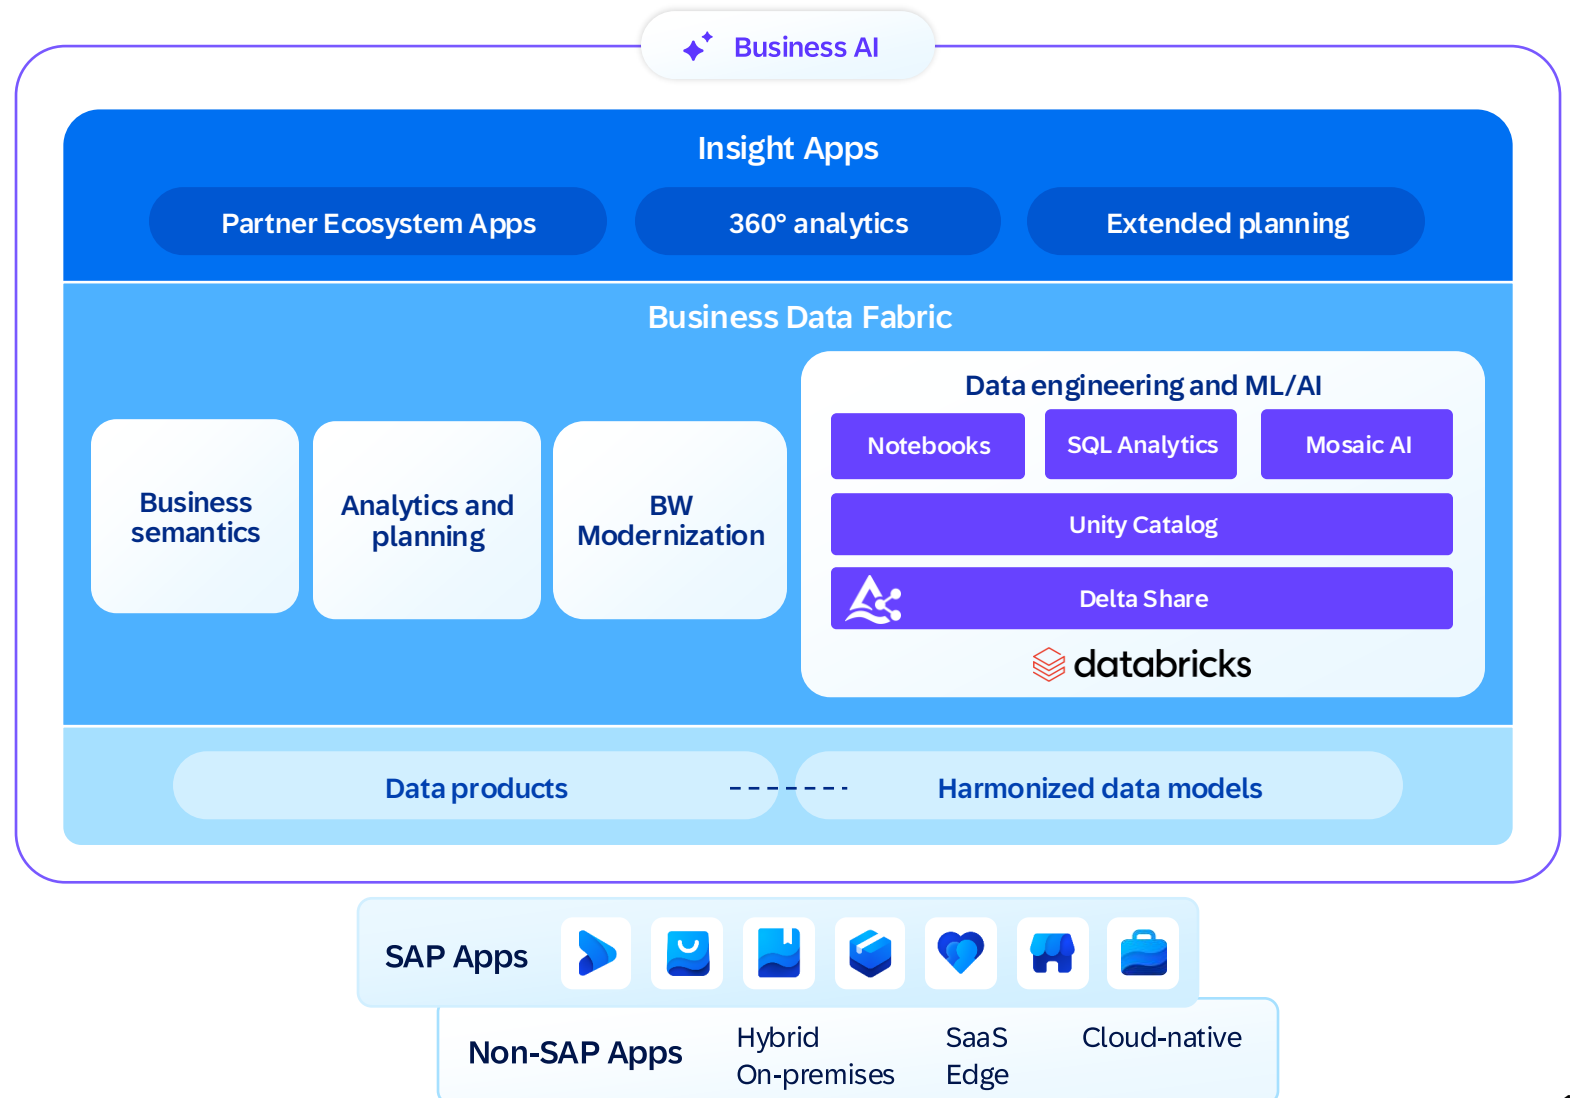 Business AI
Insight Apps
Partner Ecosystem Apps
360° analytics
Extended planning
Business Data Fabric
Business
semantics
Analytics and
planning
BW
Modernization
Data engineering and ML/AI
Notebooks
SQL Analytics
Mosaic AI
Unity Catalog
Delta Share
databricks
Data products
Harmonized data models
SAP Apps
Non-SAP Apps
Hybrid
On-premises
SaaS
Edge
Cloud-native